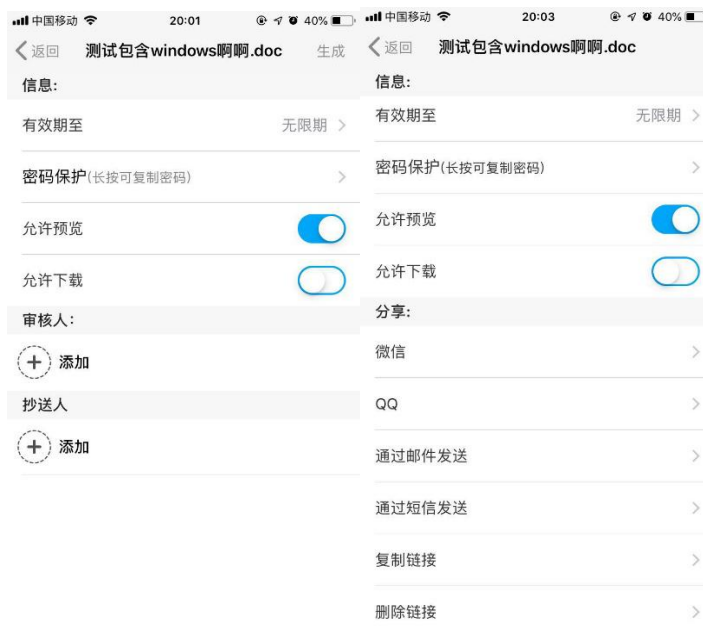 中国移动 20:01 40%
返回 测试包含windows啊啊.doc 生成
信息:
有效期至 无限期
密码保护(长按可复制密码)
允许预览
允许下载
审核人:
添加
抄送人
添加
中国移动 20:03 40%
返回 测试包含windows啊啊.doc
信息:
有效期至 无限期
密码保护(长按可复制密码)
允许预览
允许下载
分享:
微信
QQ
通过邮件发送
通过短信发送
复制链接
删除链接